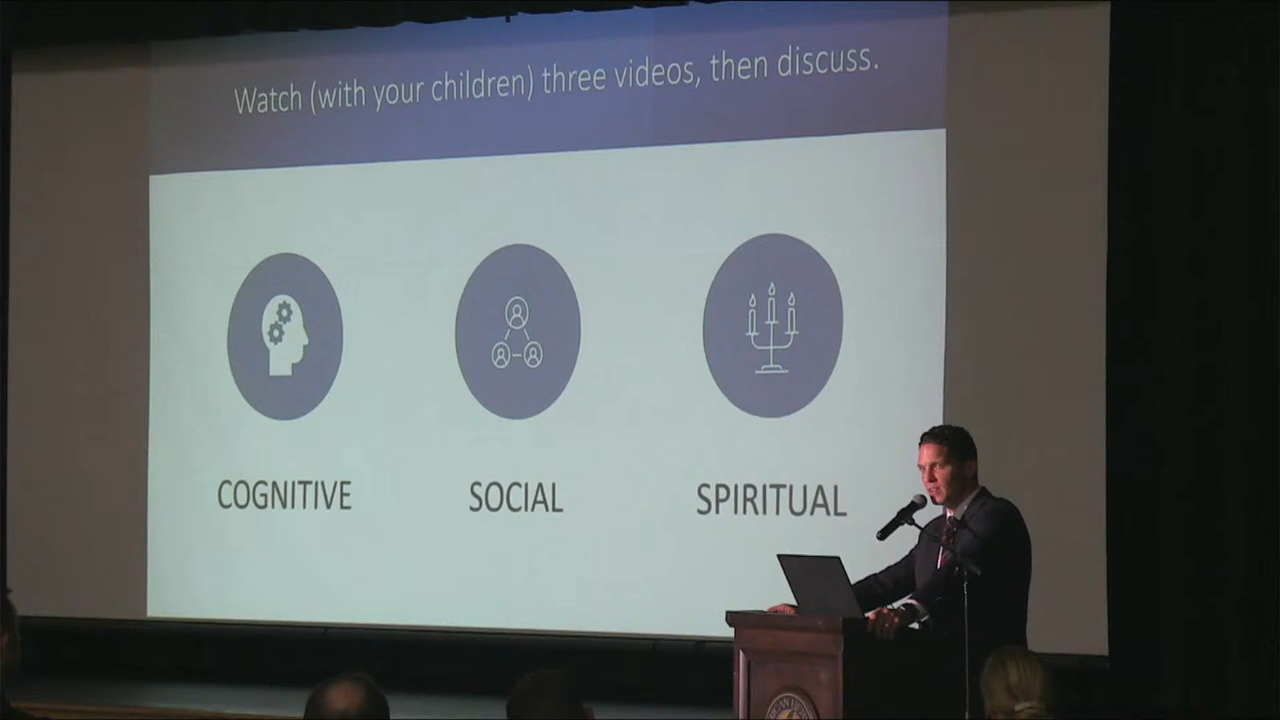 Watch (with your children) three videos, then discuss.
COGNITIVE
SOCIAL
SPIRITUAL